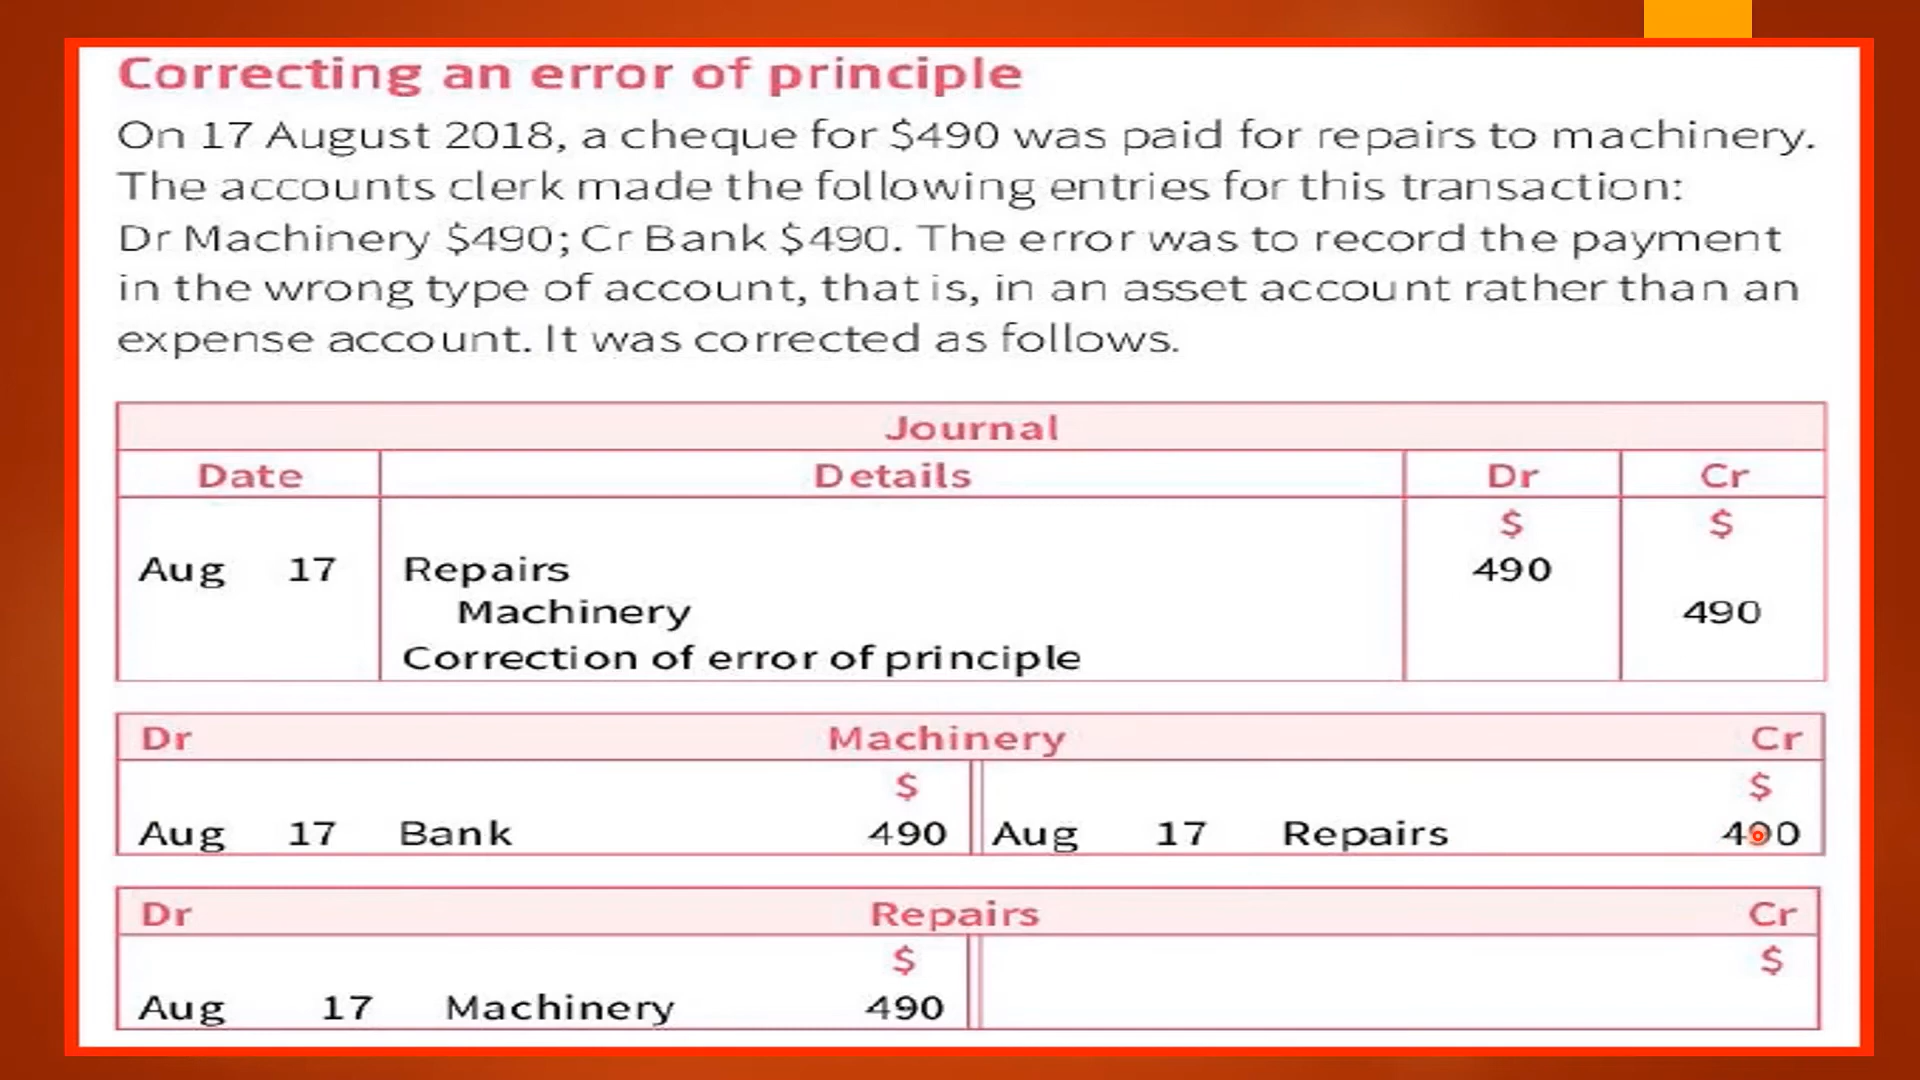 Correcting an error of principle
On 17 August 2018, a cheque for $490 was paid for repairs to machinery.
The accounts clerk made the following entries for this transaction:
Dr Machinery $490; Cr Bank $490. The error was to record the payment
in the wrong type of account, that is, in an asset account rather than an
expense account. It was corrected as follows.
Journal
Date Details Dr Cr
$ $
Aug 17 Repairs 490
Machinery 490
Correction of error of principle
Dr Machinery Cr
$ $
Aug 17 Bank 490 Aug 17 Repairs 490
Dr Repairs Cr
$ $
Aug 17 Machinery 490